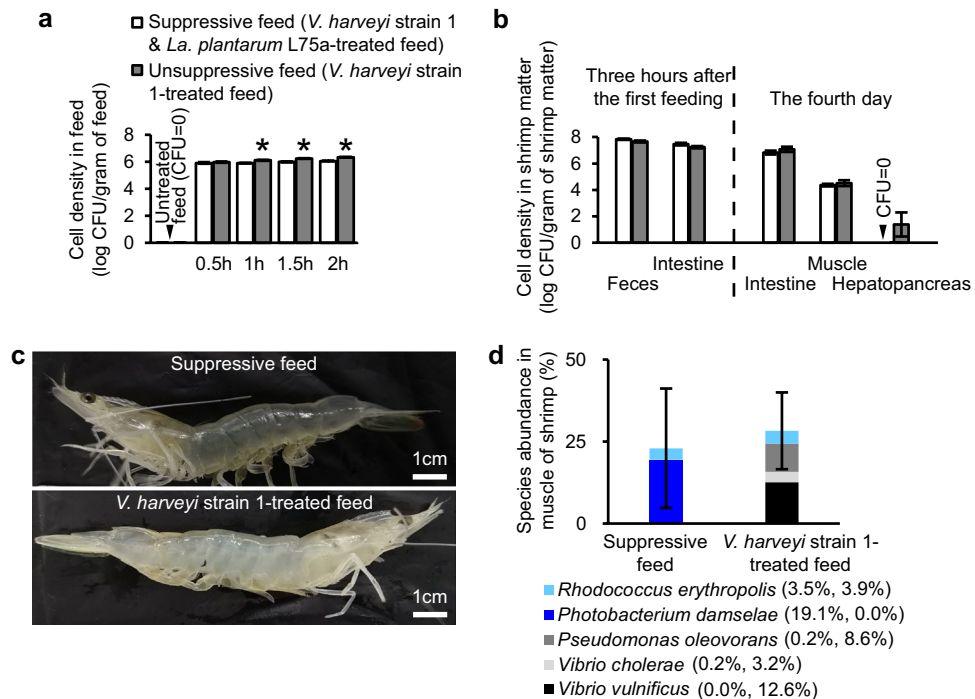 a
Suppressive feed (V. harveyi strain 1
& La. plantarum L75a-treated feed)
Unsuppressive feed (V. harveyi strain
1-treated feed)
Cell density in feed
(log CFU/gram of feed)
8
6
4
2
0
Untreated
feed (CFU=0)
* * *
0.5h 1h 1.5h 2h
b
Cell density in shrimp matter
(log CFU/gram of shrimp matter)
Three hours after
the first feeding
The fourth day
8
6
4
2
0
CFU=0
Intestine Muscle
Feces Intestine Hepatopancreas
c
Suppressive feed
1cm
V. harveyi strain 1-treated feed
1cm
d
Species abundance in
muscle of shrimp (%)
50
25
0
Suppressive
feed
V. harveyi strain 1-
treated feed
Rhodococcus erythropolis (3.5%, 3.9%)
Photobacterium damselae (19.1%, 0.0%)
Pseudomonas oleovorans (0.2%, 8.6%)
Vibrio cholerae (0.2%, 3.2%)
Vibrio vulnificus (0.0%, 12.6%)